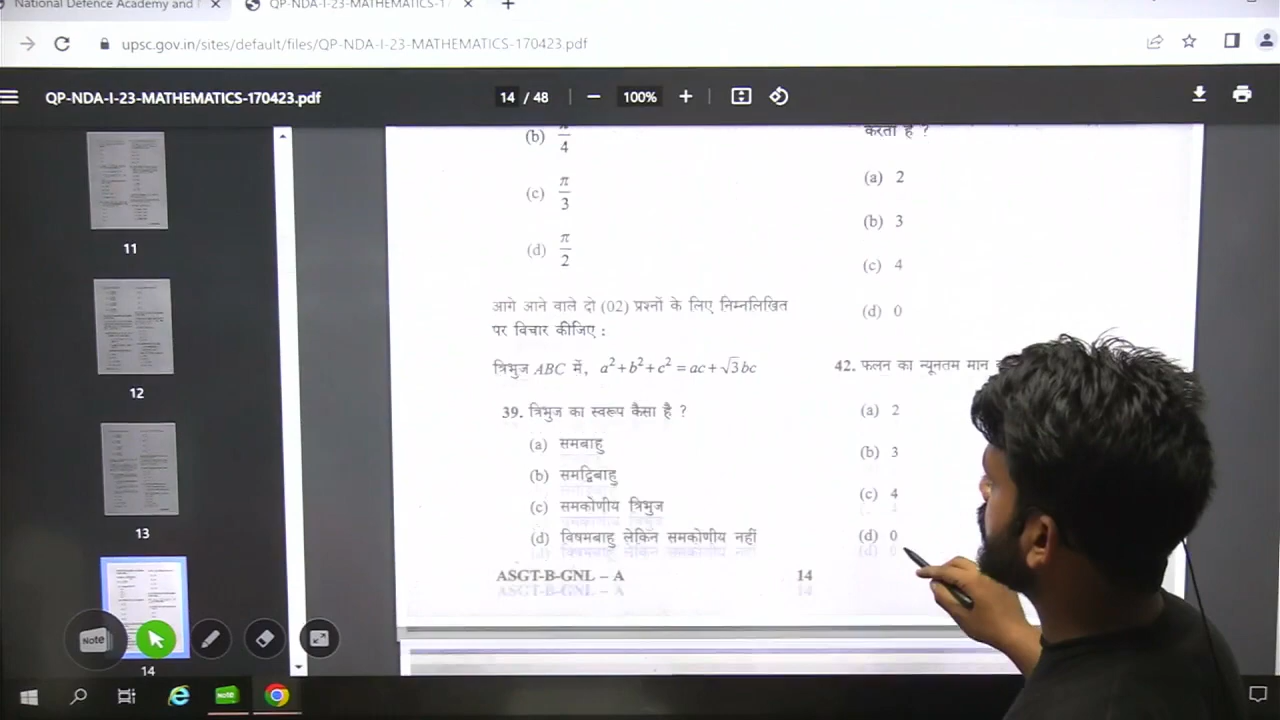 National Defence Academy and
QP-NDA-I-23-MATHEMATICS-1
upsc.gov.in/sites/default/files/QP-NDA-I-23-MATHEMATICS-170423.pdf
QP-NDA-I-23-MATHEMATICS-170423.pdf
14 / 48
100%
11
12
13
14
(b) π/4
(c) π/3
(d) π/2
आगे आने वाले दो (02) प्रश्नों के लिए निम्नलिखित
पर विचार कीजिए :
त्रिभुज ABC में, a²+b²+c² = ac+√3bc
39. त्रिभुज का स्वरूप कैसा है ?
(a) समबाहु
(b) समद्विबाहु
(c) समकोणीय त्रिभुज
(d) विषमबाहु लेकिन समकोणीय नहीं
ASGT-B-GNL – A
14
करता है ?
(a) 2
(b) 3
(c) 4
(d) 0
42. फलन का न्यूनतम मान
(a) 2
(b) 3
(c) 4
(d) 0
Note
Note